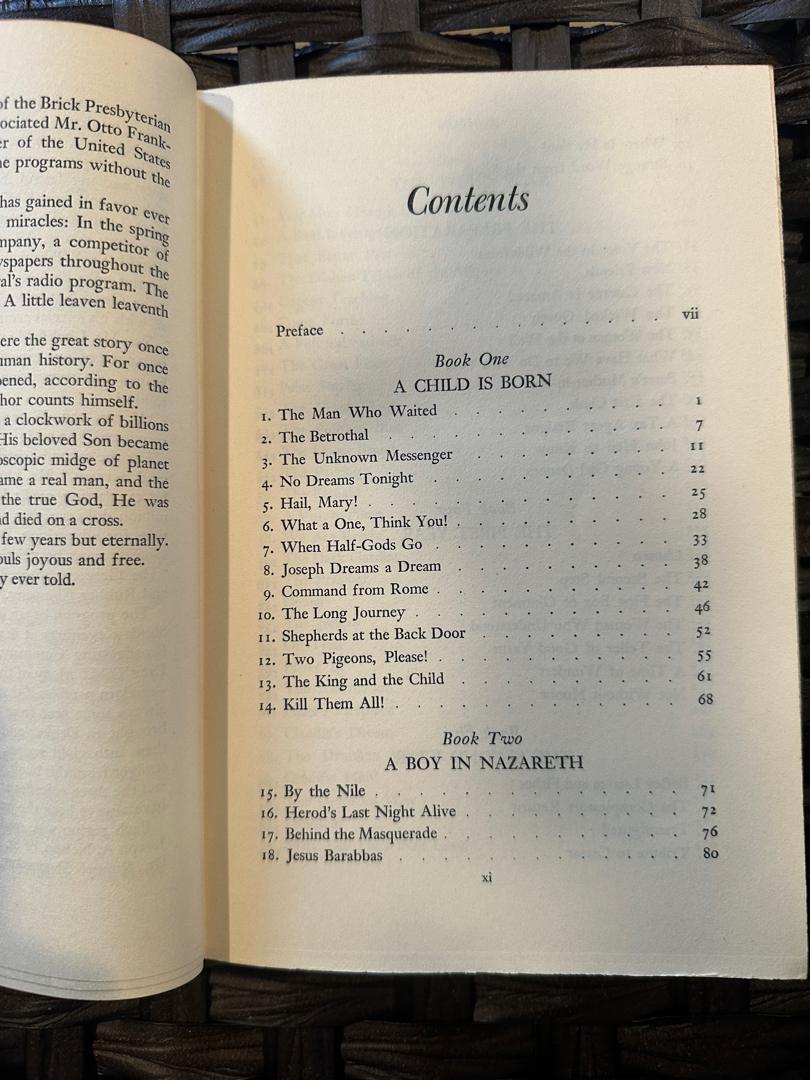 of the Brick Presbyterian
ociated Mr. Otto Frank-
er of the United States
e programs without the
has gained in favor ever
miracles: In the spring
mpany, a competitor of
wspapers throughout the
al's radio program. The
A little leaven leaventh
ere the great story once
uman history. For once
pened, according to the
hor counts himself.
a clockwork of billions
His beloved Son became
oscopic midge of planet
ame a real man, and the
the true God, He was
nd died on a cross.
few years but eternally.
ouls joyous and free.
y ever told.
Contents
Preface . . . . . . . . . . . . . . vii
Book One
A CHILD IS BORN
1. The Man Who Waited . . . . . . . . . . 1
2. The Betrothal . . . . . . . . . . . . 7
3. The Unknown Messenger . . . . . . . . . 11
4. No Dreams Tonight . . . . . . . . . . 22
5. Hail, Mary! . . . . . . . . . . . . 25
6. What a One, Think You! . . . . . . . . . 28
7. When Half-Gods Go . . . . . . . . . . 33
8. Joseph Dreams a Dream . . . . . . . . . 38
9. Command from Rome . . . . . . . . . . 42
10. The Long Journey . . . . . . . . . . 46
11. Shepherds at the Back Door . . . . . . . . 52
12. Two Pigeons, Please! . . . . . . . . . . 55
13. The King and the Child . . . . . . . . . 61
14. Kill Them All! . . . . . . . . . . . 68
Book Two
A BOY IN NAZARETH
15. By the Nile . . . . . . . . . . . . 71
16. Herod's Last Night Alive . . . . . . . . . 72
17. Behind the Masquerade . . . . . . . . . . 76
18. Jesus Barabbas . . . . . . . . . . . 80
xi